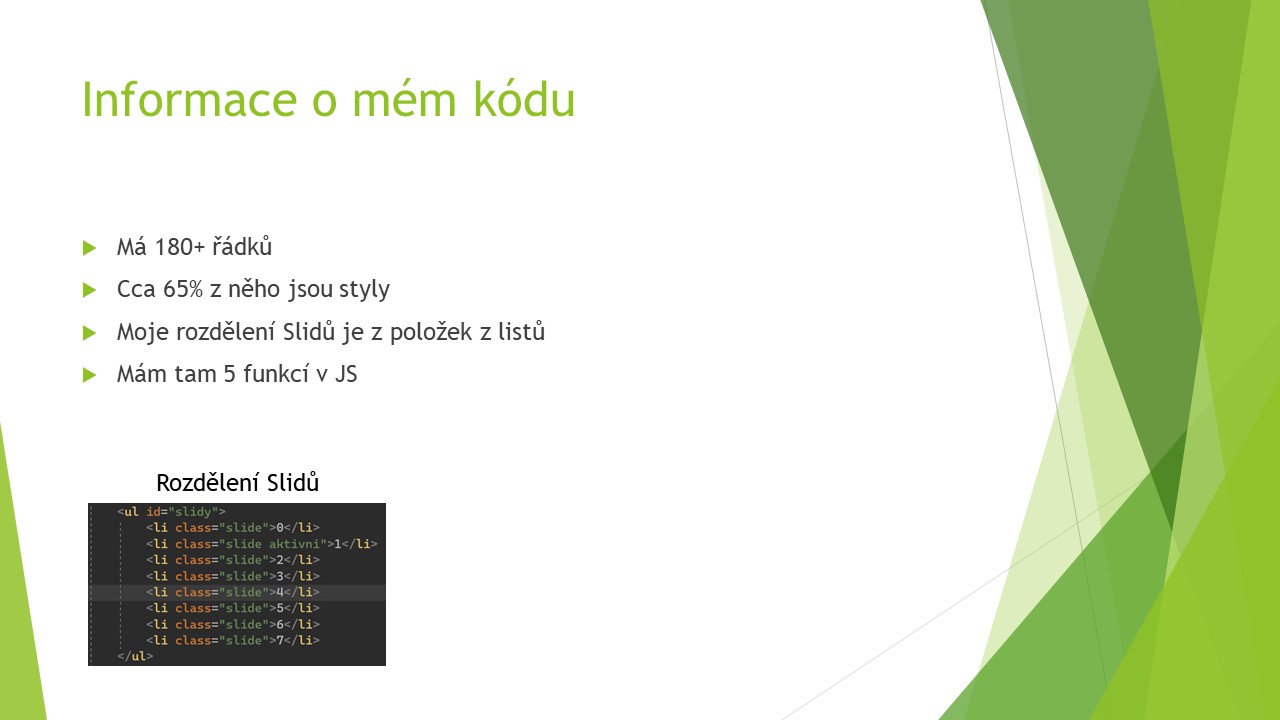 Informace o mém kódu
Má 180+ řádků
Cca 65% z něho jsou styly
Moje rozdělení Slidů je z položek z listů
Mám tam 5 funkcí v JS
Rozdělení Slidů
<ul id="slidy">
<li class="slide">0</li>
<li class="slide aktivni">1</li>
<li class="slide">2</li>
<li class="slide">3</li>
<li class="slide">4</li>
<li class="slide">5</li>
<li class="slide">6</li>
<li class="slide">7</li>
</ul>